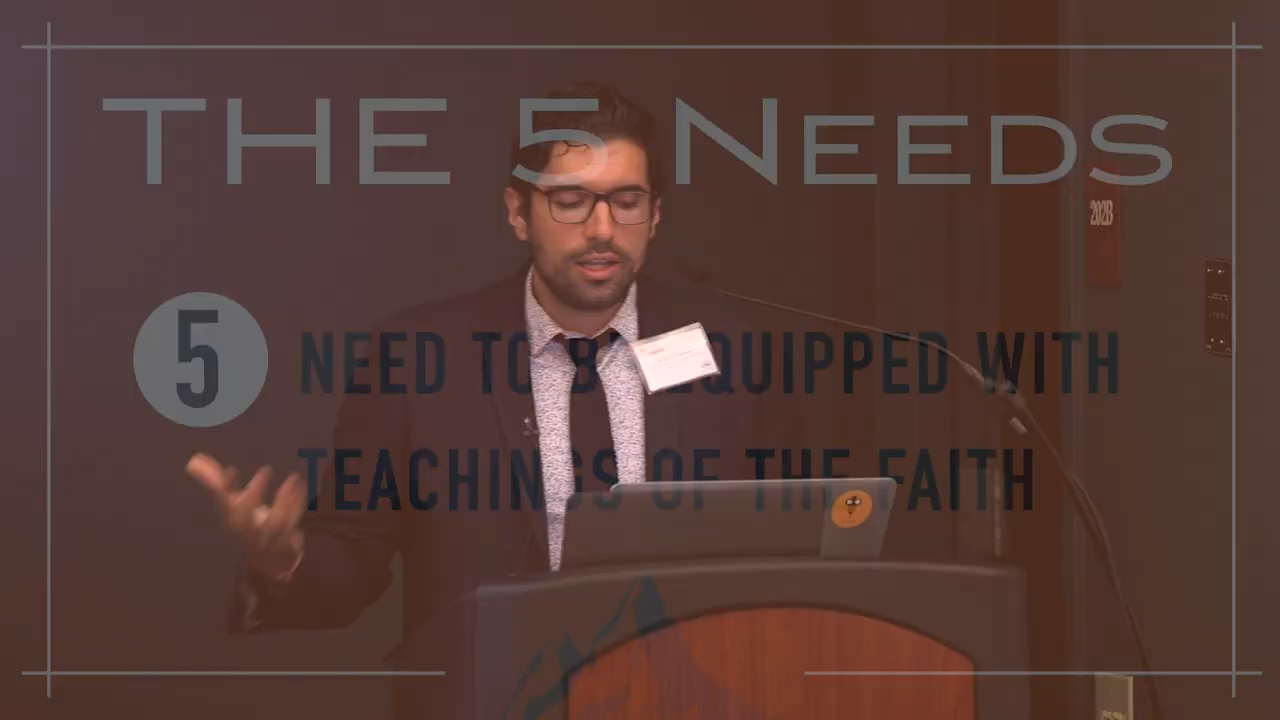 THE 5 NEEDS
202B
5 NEED TO BE EQUIPPED WITH
TEACHINGS OF THE FAITH